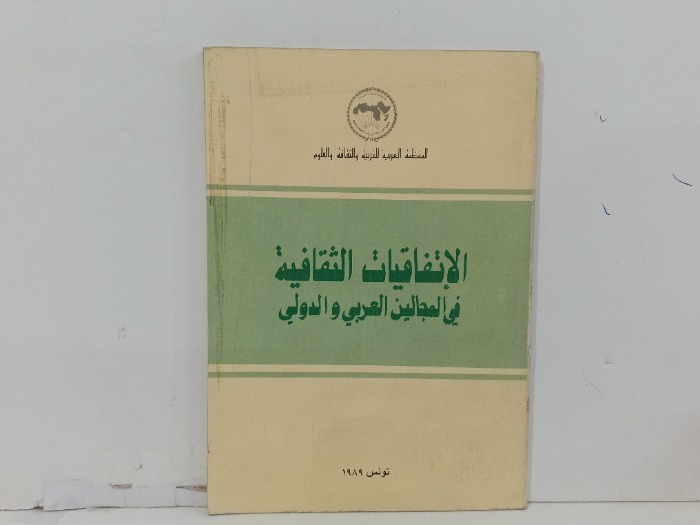 المنظمة العربية للتربية والثقافة والعلوم
الإتفاقيات الثقافية
في المجالين العربي والدولي
تونس ١٩٨٩